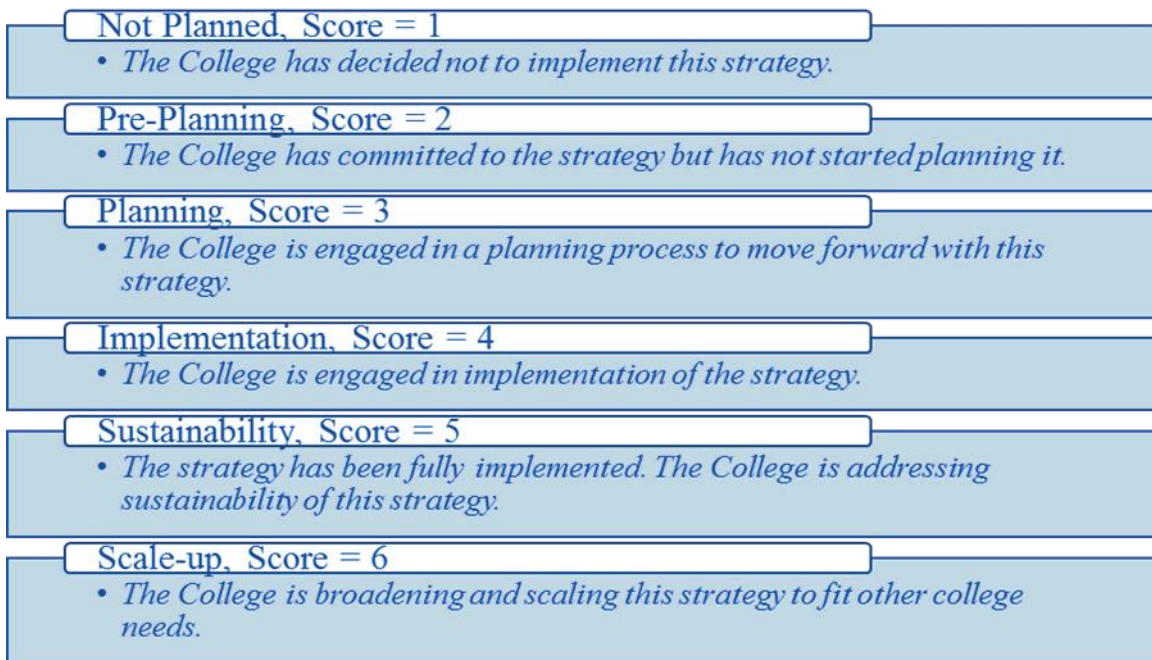 Not Planned, Score = 1
• The College has decided not to implement this strategy.
Pre-Planning, Score = 2
• The College has committed to the strategy but has not started planning it.
Planning, Score = 3
• The College is engaged in a planning process to move forward with this
strategy.
Implementation, Score = 4
• The College is engaged in implementation of the strategy.
Sustainability, Score = 5
• The strategy has been fully implemented. The College is addressing
sustainability of this strategy.
Scale-up, Score = 6
• The College is broadening and scaling this strategy to fit other college
needs.